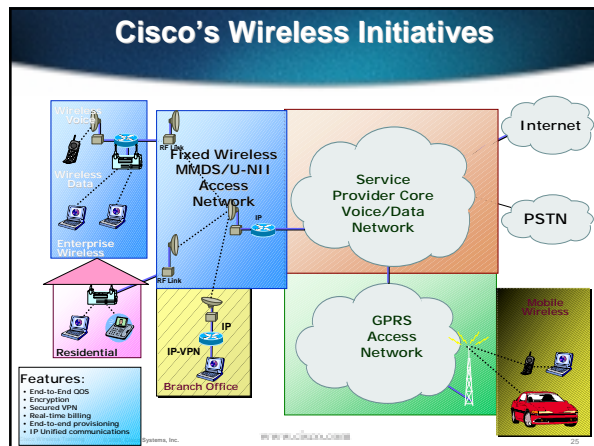 Cisco's Wireless Initiatives
Wireless
Voice
Wireless
Data
Enterprise
Wireless
RF Link
Fixed Wireless
MMDS/U-NII
Access
Network
IP
RF Link
Service
Provider Core
Voice/Data
Network
Internet
PSTN
Residential
IP
IP-VPN
Branch Office
GPRS
Access
Network
Mobile
Wireless
Features:
• End-to-End QOS
• Encryption
• Secured VPN
• Real-time billing
• End-to-end provisioning
• IP Unified communications
Systems, Inc.
www.cisco.com
25